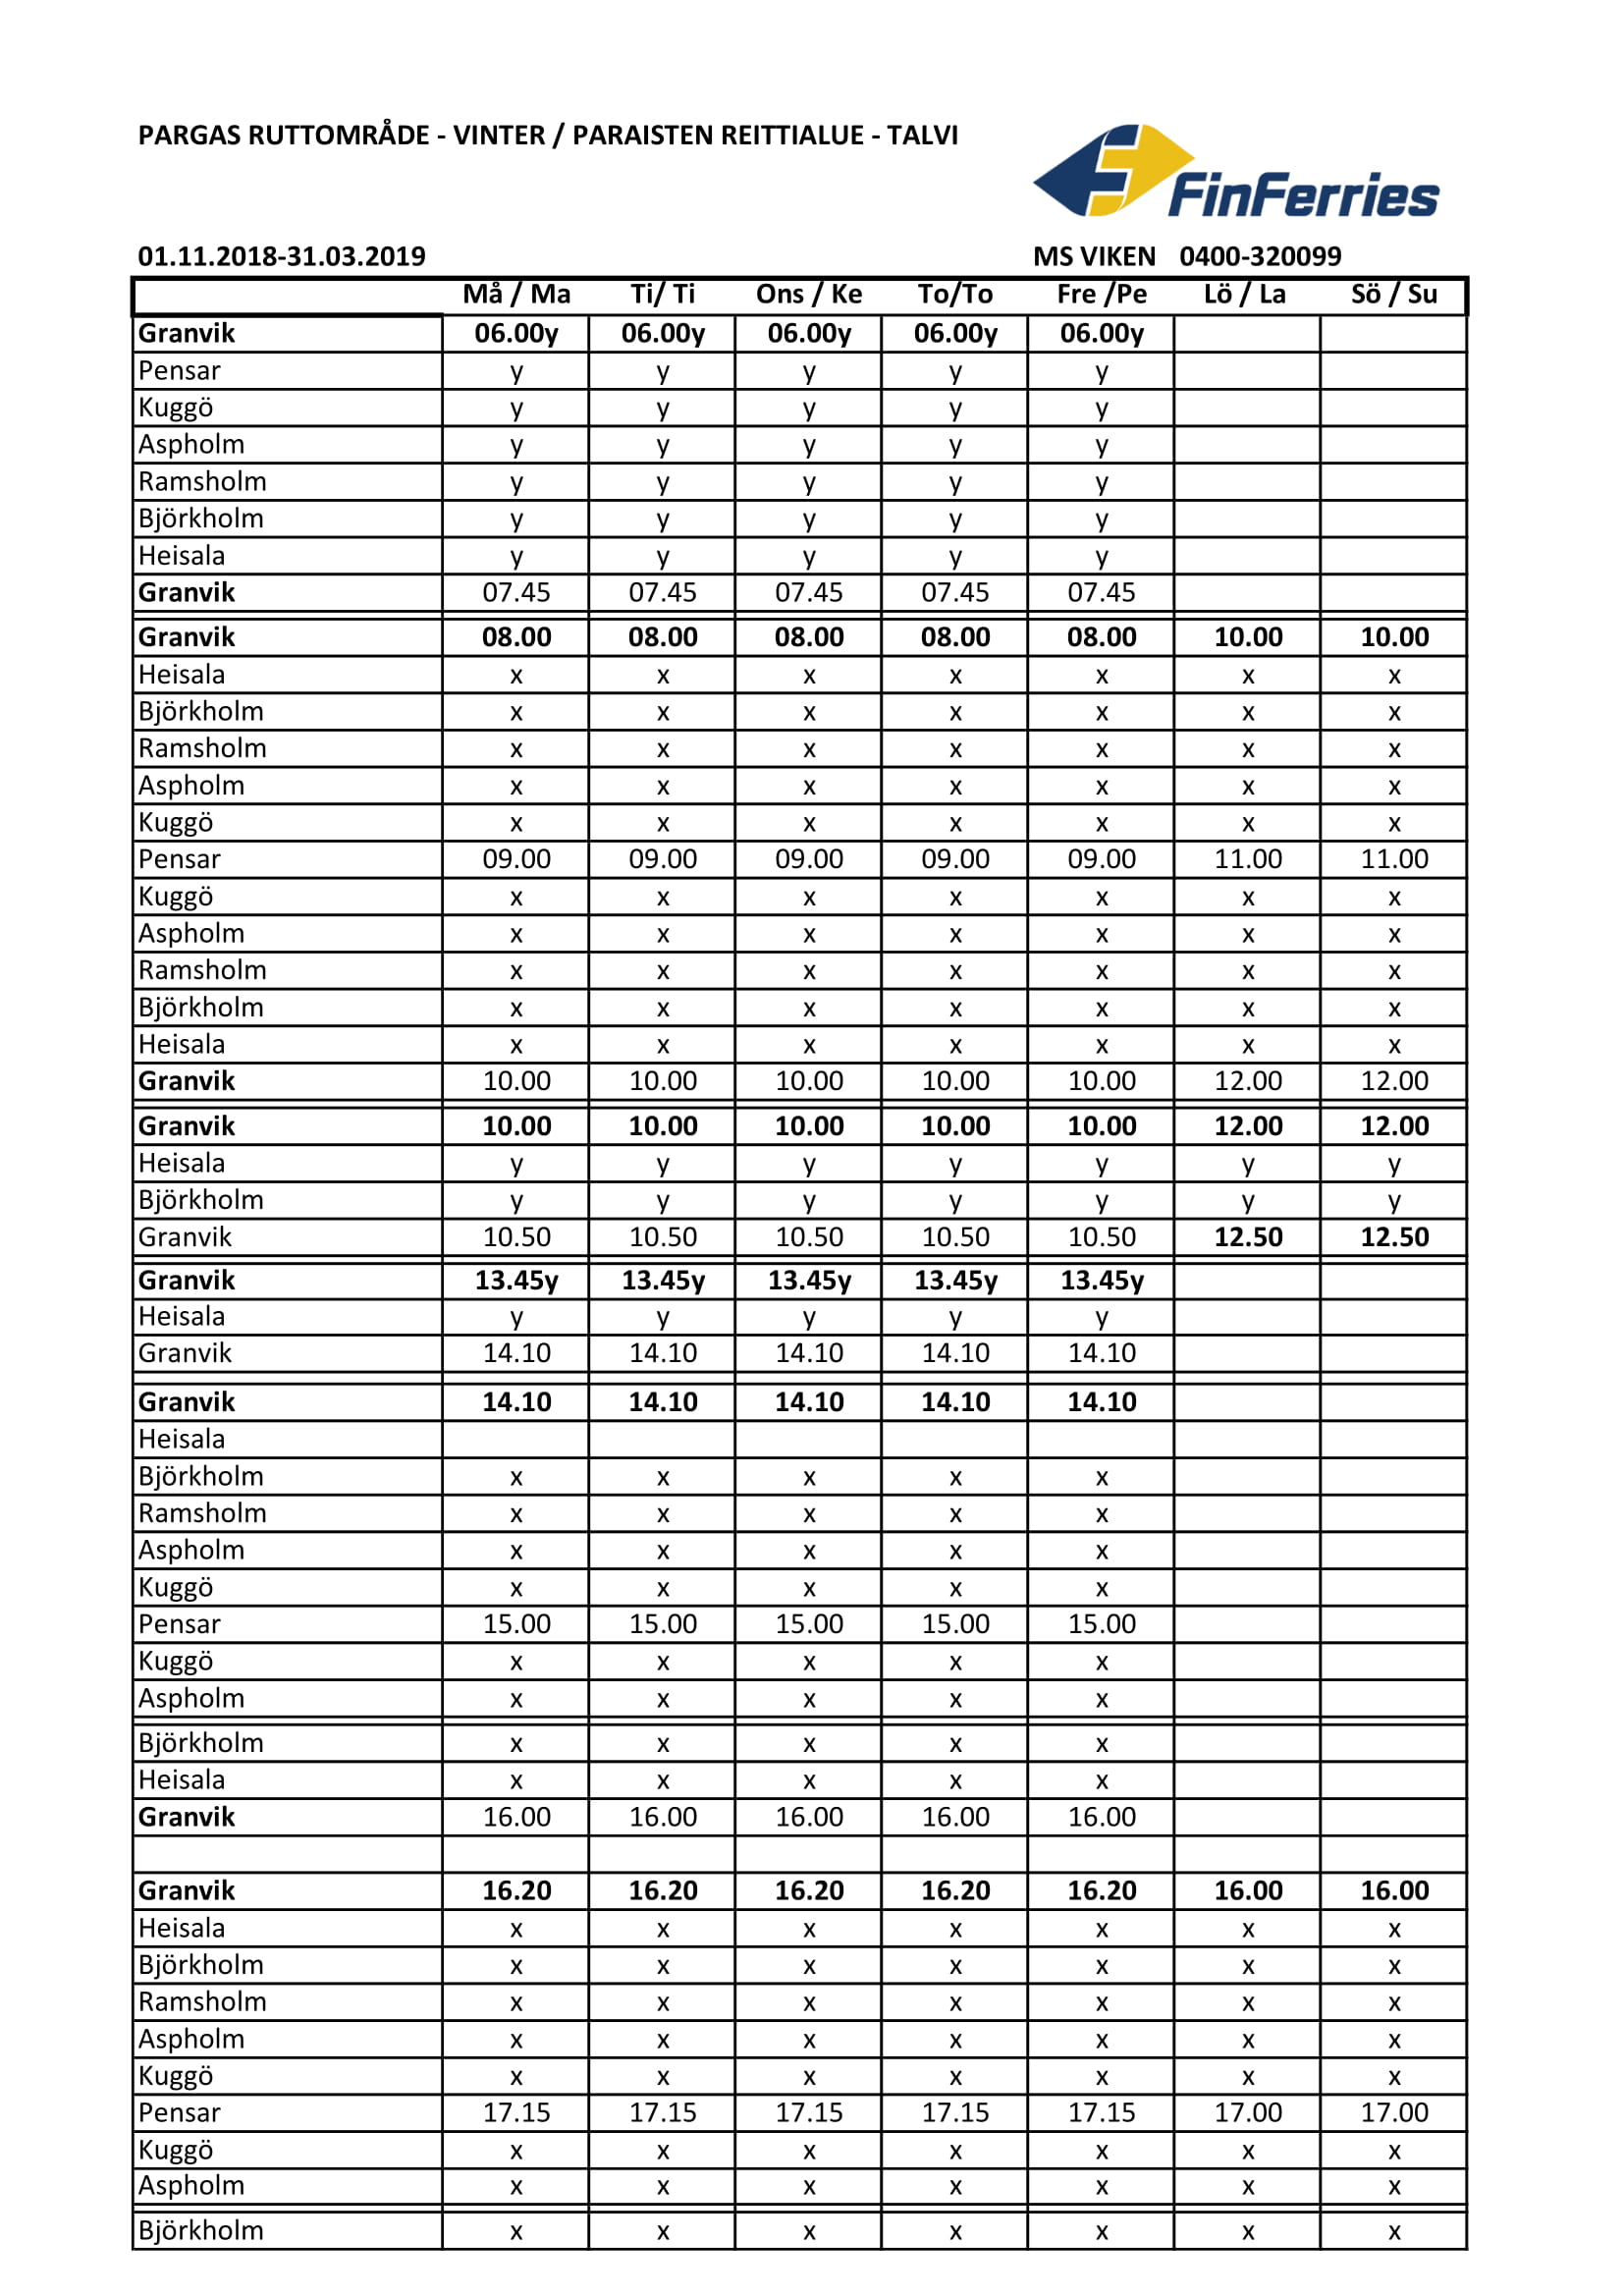 PARGAS RUTTOMRÅDE - VINTER / PARAISTEN REITTIALUE - TALVI
FinFerries
01.11.2018-31.03.2019 MS VIKEN 0400-320099
Må / Ma Ti/ Ti Ons / Ke To/To Fre /Pe Lö / La Sö / Su
Granvik 06.00y 06.00y 06.00y 06.00y 06.00y
Pensar y y y y y
Kuggö y y y y y
Aspholm y y y y y
Ramsholm y y y y y
Björkholm y y y y y
Heisala y y y y y
Granvik 07.45 07.45 07.45 07.45 07.45
Granvik 08.00 08.00 08.00 08.00 08.00 10.00 10.00
Heisala x x x x x x x
Björkholm x x x x x x x
Ramsholm x x x x x x x
Aspholm x x x x x x x
Kuggö x x x x x x x
Pensar 09.00 09.00 09.00 09.00 09.00 11.00 11.00
Kuggö x x x x x x x
Aspholm x x x x x x x
Ramsholm x x x x x x x
Björkholm x x x x x x x
Heisala x x x x x x x
Granvik 10.00 10.00 10.00 10.00 10.00 12.00 12.00
Granvik 10.00 10.00 10.00 10.00 10.00 12.00 12.00
Heisala y y y y y y y
Björkholm y y y y y y y
Granvik 10.50 10.50 10.50 10.50 10.50 12.50 12.50
Granvik 13.45y 13.45y 13.45y 13.45y 13.45y
Heisala y y y y y
Granvik 14.10 14.10 14.10 14.10 14.10
Granvik 14.10 14.10 14.10 14.10 14.10
Heisala
Björkholm x x x x x
Ramsholm x x x x x
Aspholm x x x x x
Kuggö x x x x x
Pensar 15.00 15.00 15.00 15.00 15.00
Kuggö x x x x x
Aspholm x x x x x
Björkholm x x x x x
Heisala x x x x x
Granvik 16.00 16.00 16.00 16.00 16.00
Granvik 16.20 16.20 16.20 16.20 16.20 16.00 16.00
Heisala x x x x x x x
Björkholm x x x x x x x
Ramsholm x x x x x x x
Aspholm x x x x x x x
Kuggö x x x x x x x
Pensar 17.15 17.15 17.15 17.15 17.15 17.00 17.00
Kuggö x x x x x x x
Aspholm x x x x x x x
Björkholm x x x x x x x